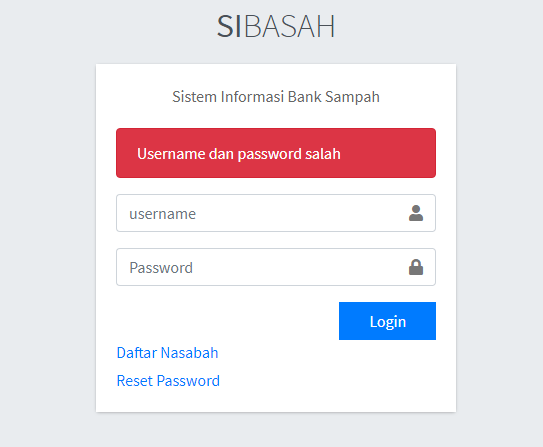 SIBASAH
Sistem Informasi Bank Sampah
Username dan password salah
username
Password
Login
Daftar Nasabah
Reset Password